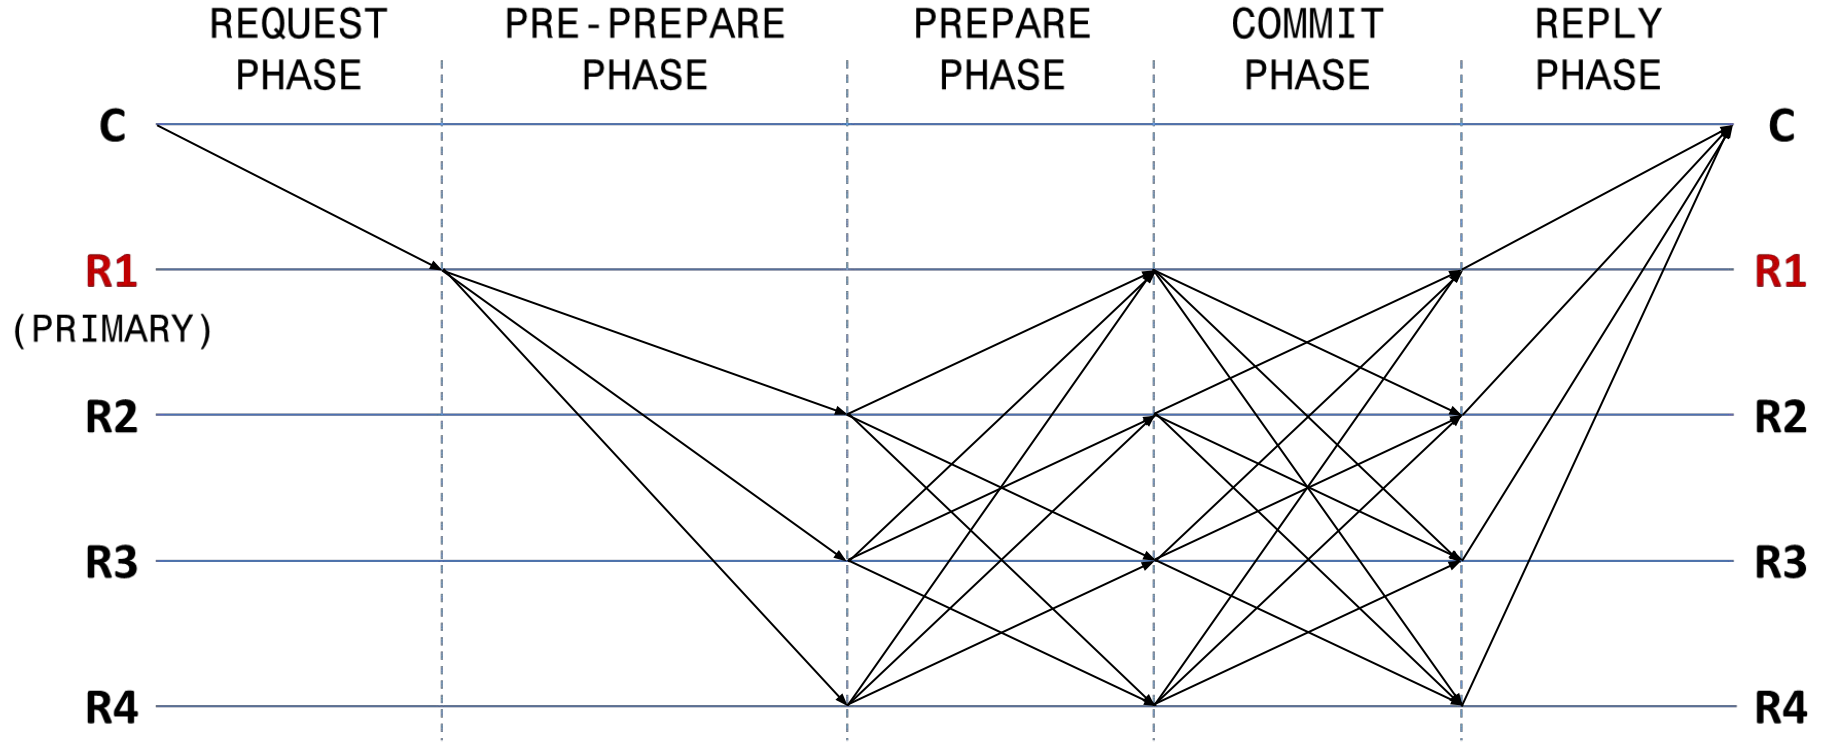 REQUEST PHASE
PRE-PREPARE PHASE
PREPARE PHASE
COMMIT PHASE
REPLY PHASE
C
C
R1
R1
(PRIMARY)
R2
R2
R3
R3
R4
R4